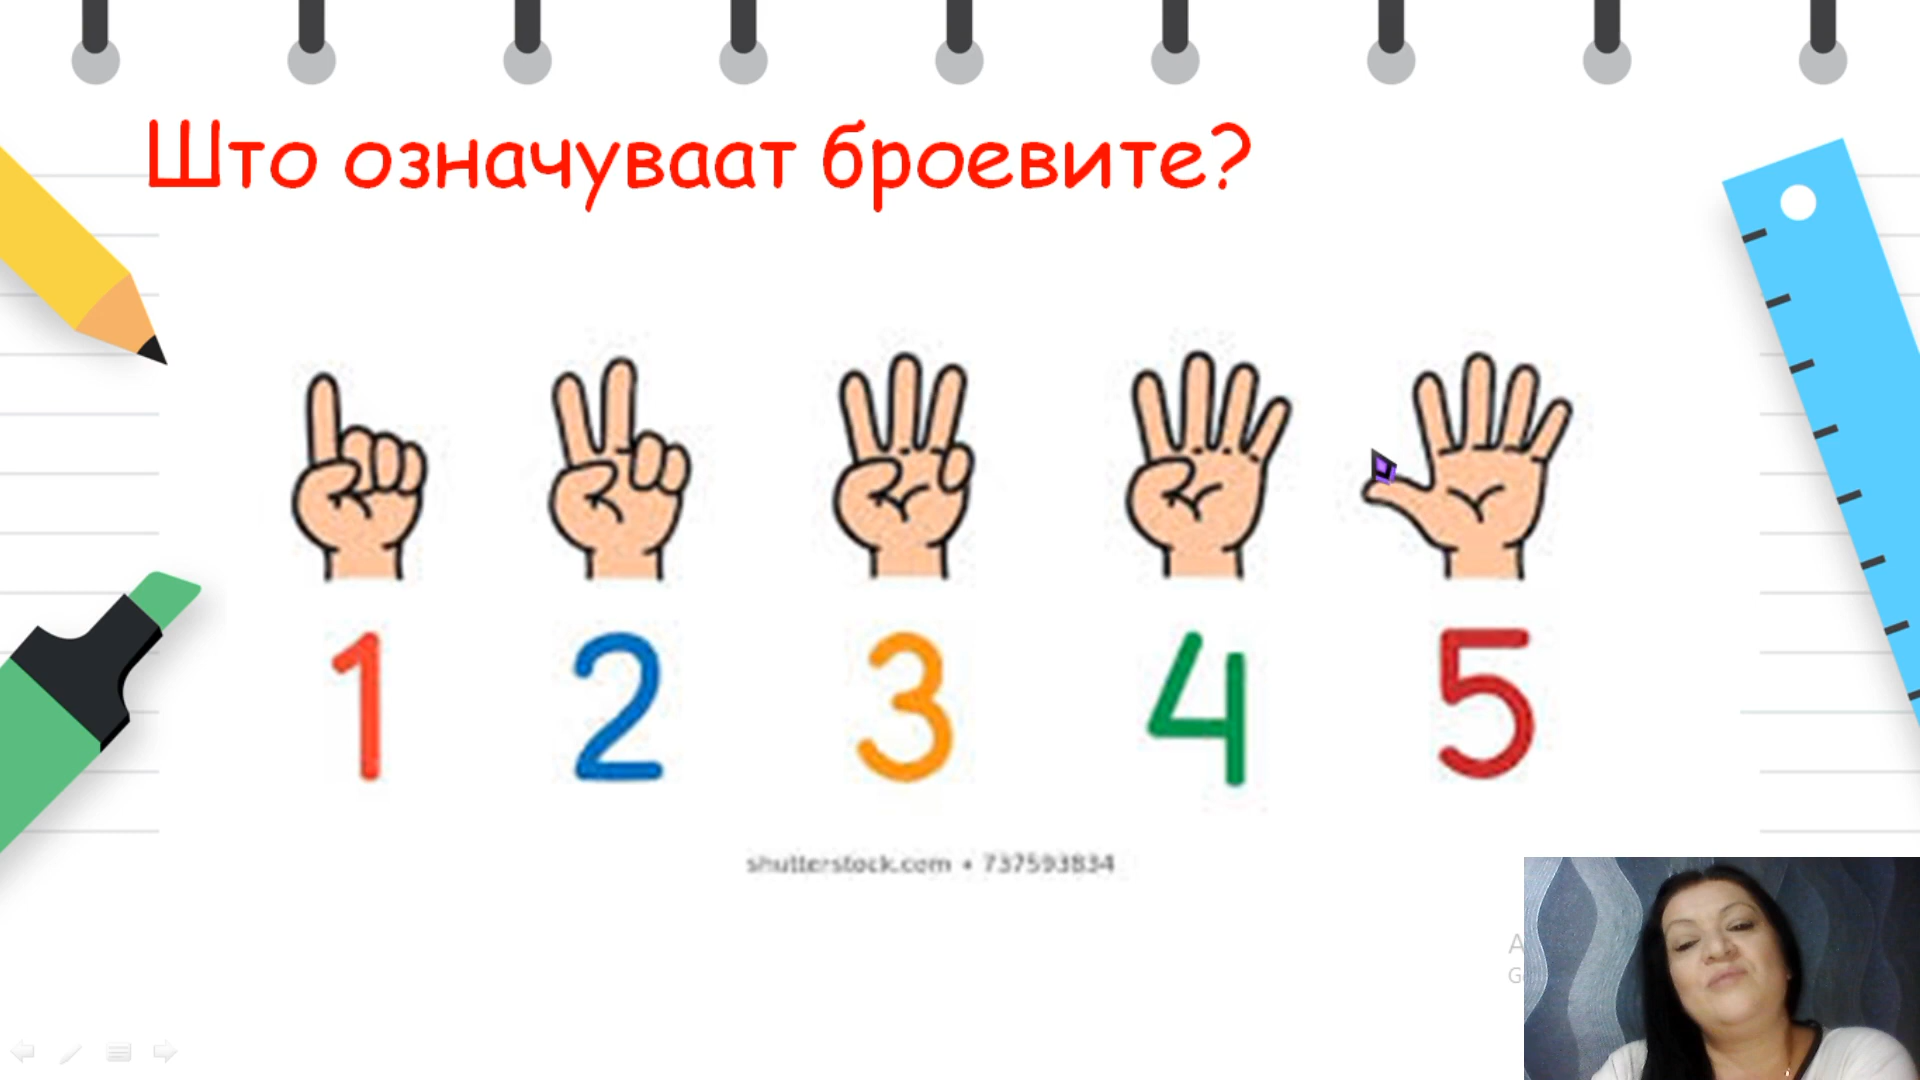 Што означуваат броевите?
1 2 3 4 5
shutterstock.com • 737593834